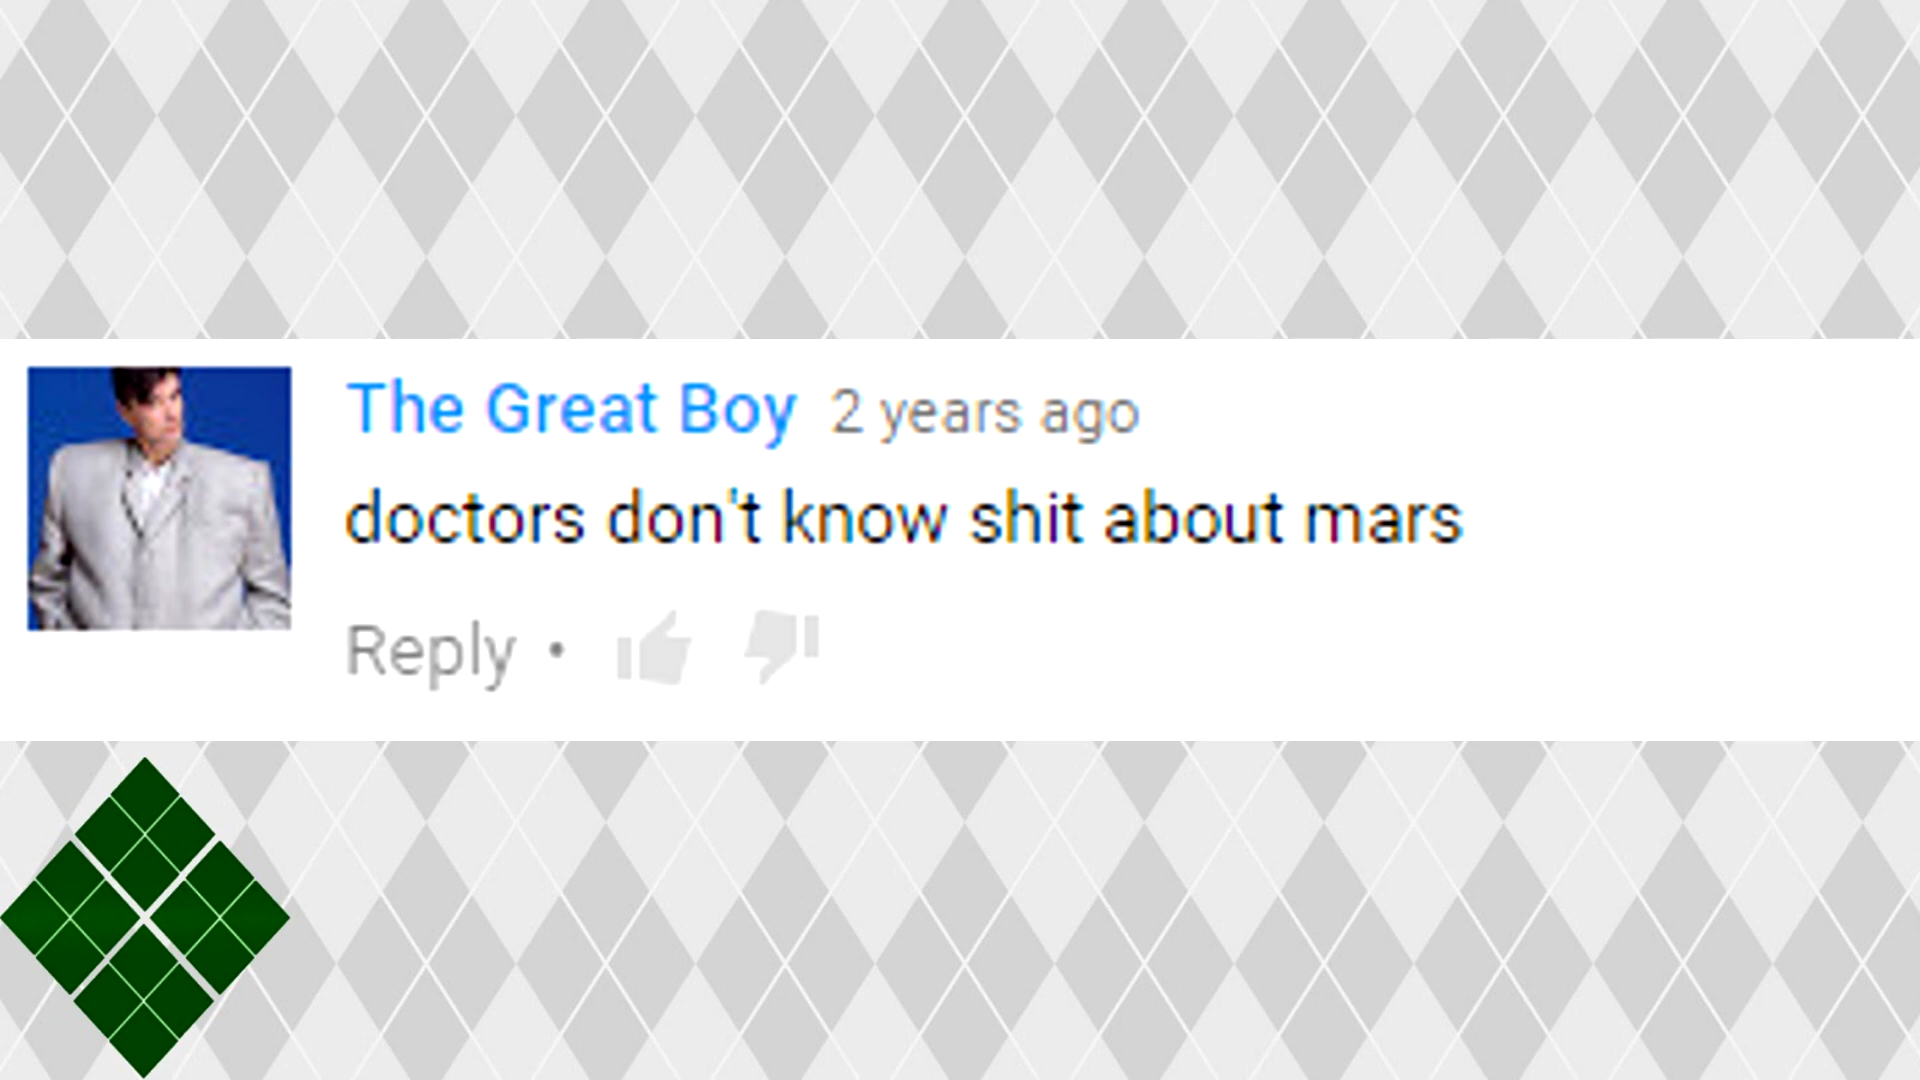 The Great Boy 2 years ago
doctors don't know shit about mars
Reply •